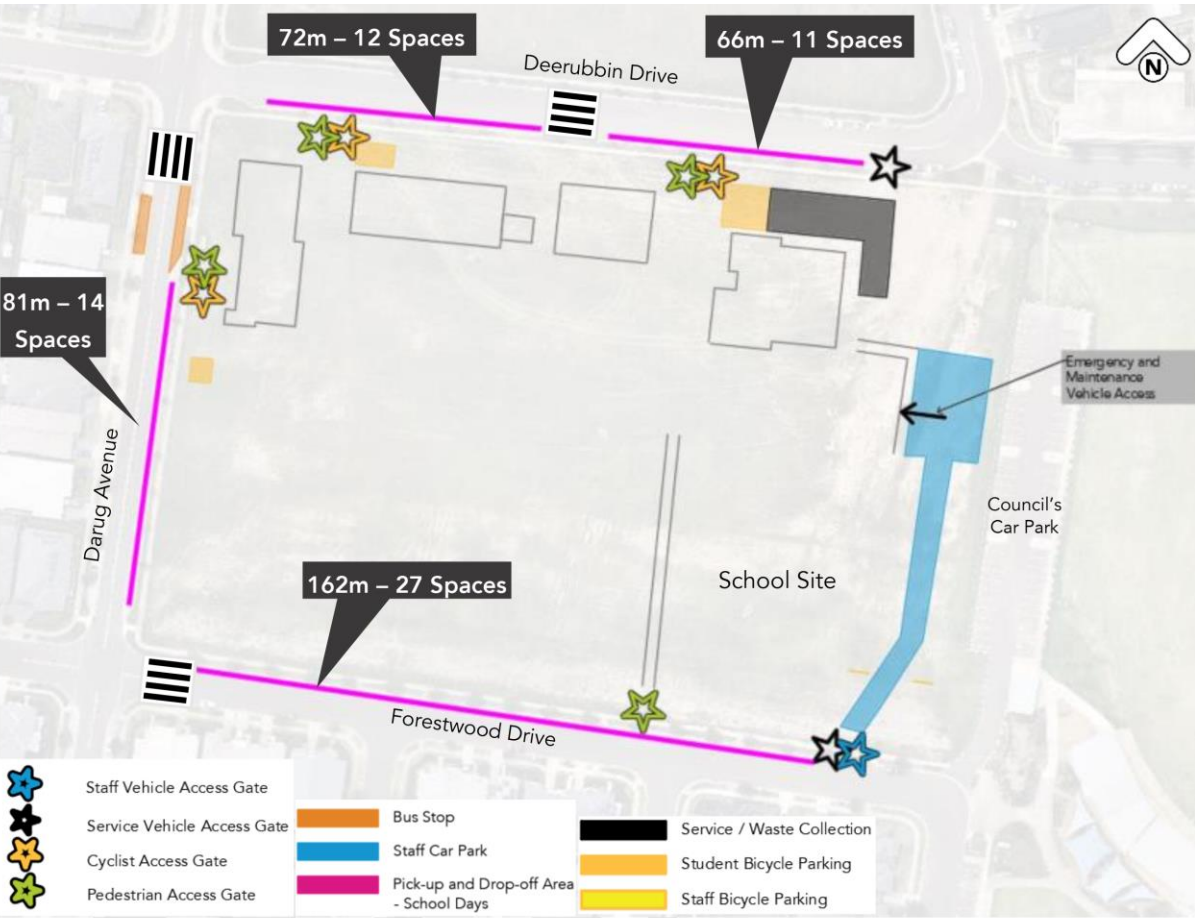 72m – 12 Spaces
66m – 11 Spaces
Deerubbin Drive
N
81m – 14
Spaces
Emergency and
Maintenance
Vehicle Access
Darug Avenue
Council's
Car Park
162m – 27 Spaces
School Site
Forestwood Drive
Staff Vehicle Access Gate
Service Vehicle Access Gate
Cyclist Access Gate
Pedestrian Access Gate
Bus Stop
Staff Car Park
Pick-up and Drop-off Area
- School Days
Service / Waste Collection
Student Bicycle Parking
Staff Bicycle Parking